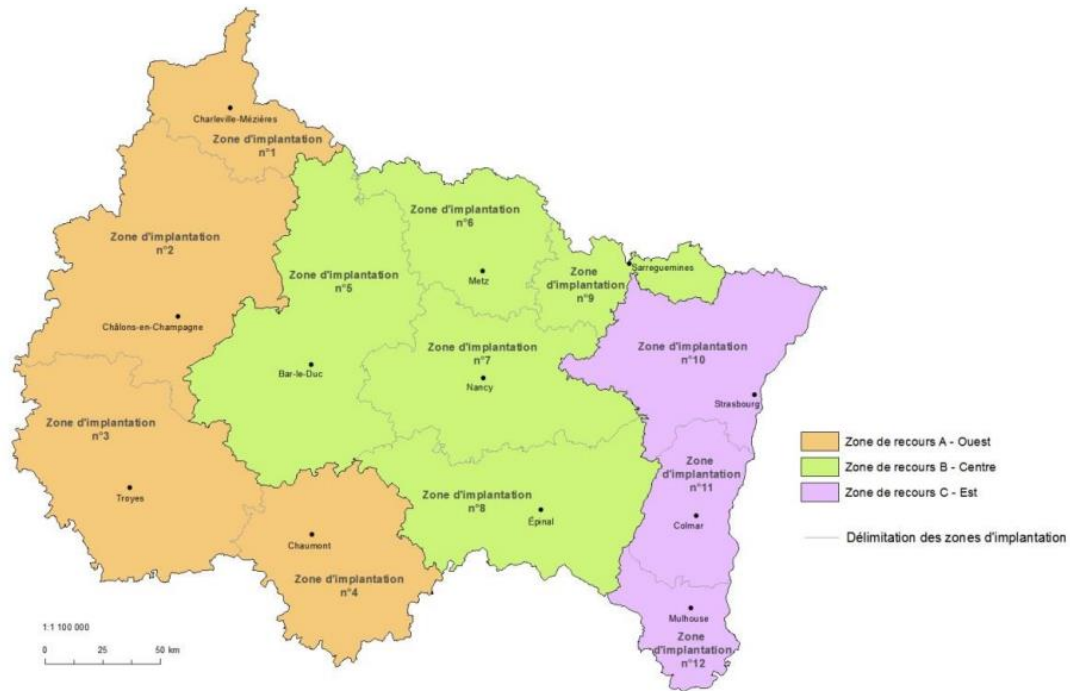 Charleville-Mézières
Zone d'implantation
n°1
Zone d'implantation
n°2
Châlons-en-Champagne
Zone d'implantation
n°3
Troyes
Chaumont
Zone d'implantation
n°4
Zone d'implantation
n°5
Bar-le-Duc
Zone d'implantation
n°6
Metz
Zone d'implantation
n°7
Nancy
Zone d'implantation
n°8
Épinal
Zone
d'implantation
n°9
Sarreguemines
Zone d'implantation
n°10
Strasbourg
Zone
d'implantation
n°11
Colmar
Mulhouse
Zone
d'implantation
n°12
Zone de recours A - Ouest
Zone de recours B - Centre
Zone de recours C - Est
Délimitation des zones d'implantation
1:1 100 000
0 25 50 km